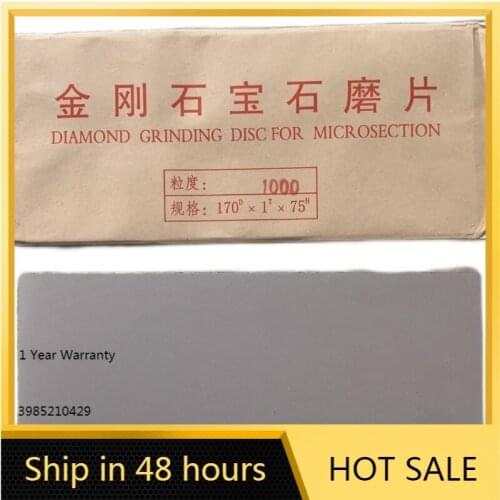 金刚石宝石磨片
DIAMOND GRINDING DISC FOR MICROSECTION
粒度: 1000
规格: 170ᴰ × 1ᵀ × 75ᴴ
1 Year Warranty
3985210429
Ship in 48 hours
HOT SALE